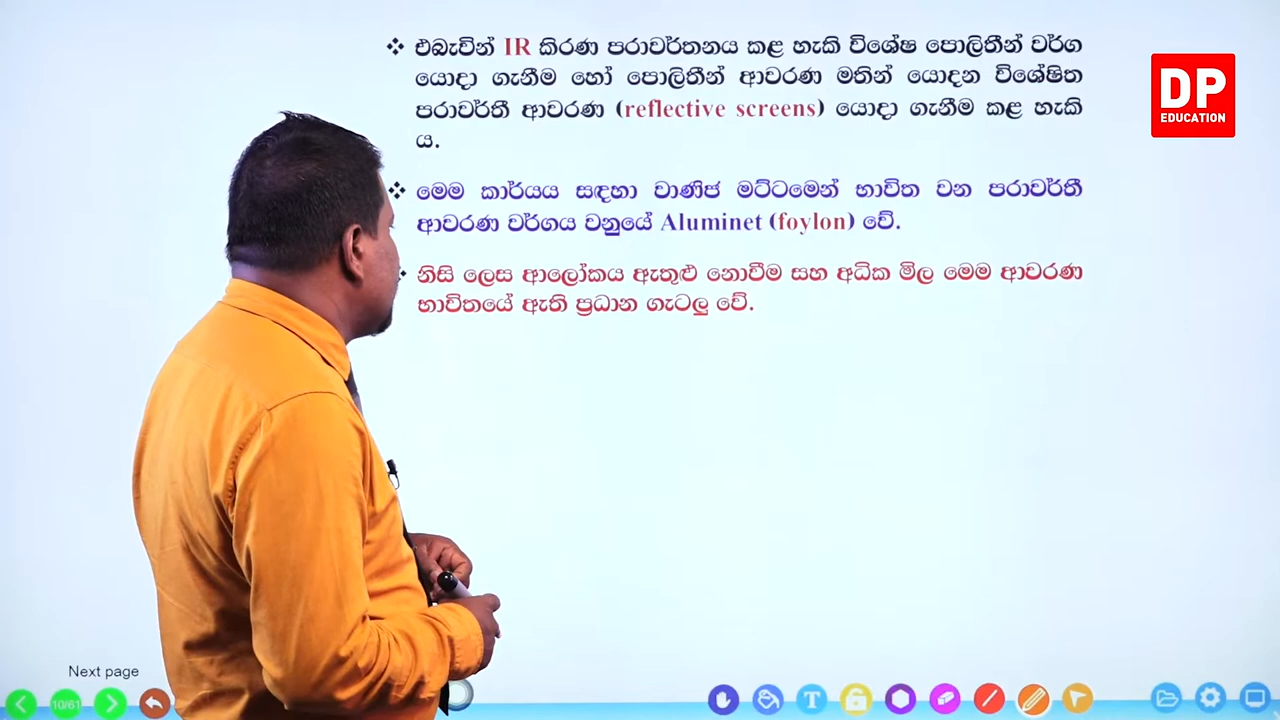 ❖ එබැවින් IR කිරණ පරාවර්තනය කළ හැකි විශේෂ පොලිතීන් වර්ග
යොදා ගැනීම හෝ පොලිතීන් ආවරණ මතින් යොදන විශේෂිත
පරාවර්තී ආවරණ (reflective screens) යොදා ගැනීම කළ හැකි
ය.
❖ මෙම කාර්යය සඳහා වාණිජ මට්ටමෙන් භාවිත වන පරාවර්තී
ආවරණ වර්ගය වනුයේ Aluminet (foylon) වේ.
නිසි ලෙස ආලෝකය ඇතුළු නොවීම සහ අධික මිල මෙම ආවරණ
භාවිතයේ ඇති ප්‍රධාන ගැටලු වේ.
DP
EDUCATION
Next page
10/61
T